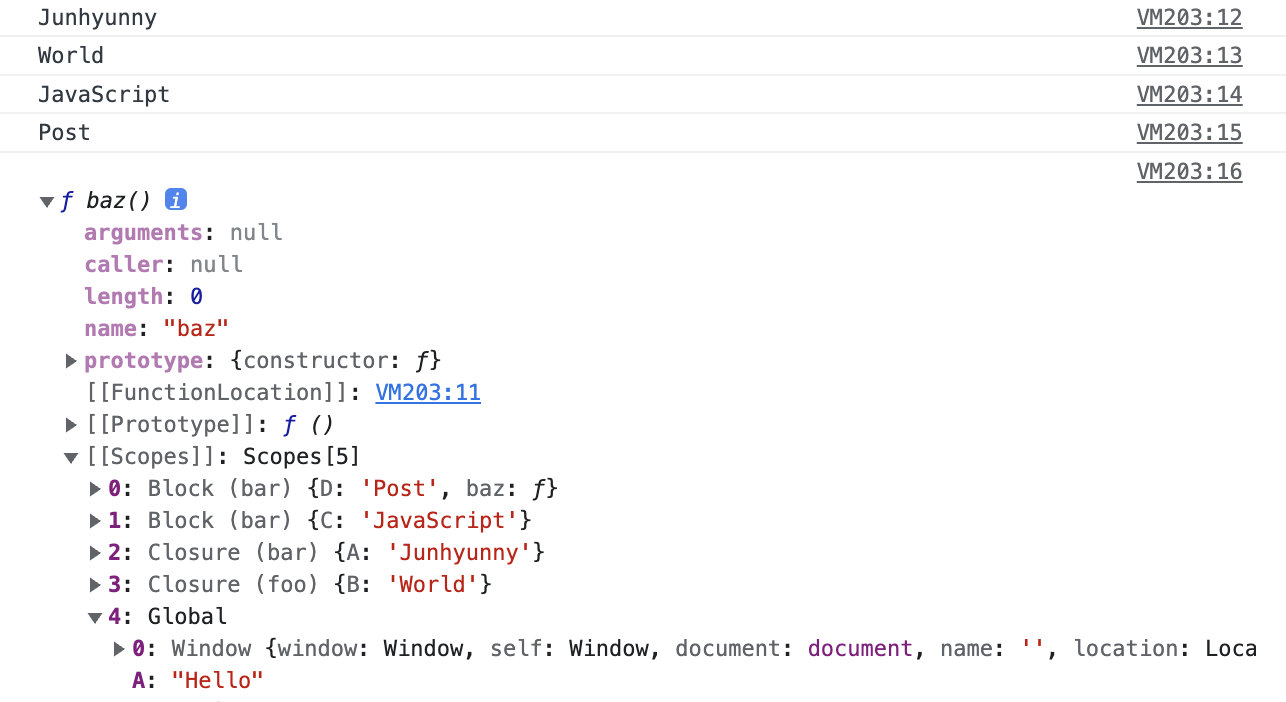 Junhyunny VM203:12
World VM203:13
JavaScript VM203:14
Post VM203:15
VM203:16
▼ƒ baz() i
arguments: null
caller: null
length: 0
name: "baz"
▶prototype: {constructor: ƒ}
[[FunctionLocation]]: VM203:11
▶[[Prototype]]: ƒ ()
▼[[Scopes]]: Scopes[5]
▶0: Block (bar) {D: 'Post', baz: ƒ}
▶1: Block (bar) {C: 'JavaScript'}
▶2: Closure (bar) {A: 'Junhyunny'}
▶3: Closure (foo) {B: 'World'}
▼4: Global
▶0: Window {window: Window, self: Window, document: document, name: '', location: Loca
A: "Hello"